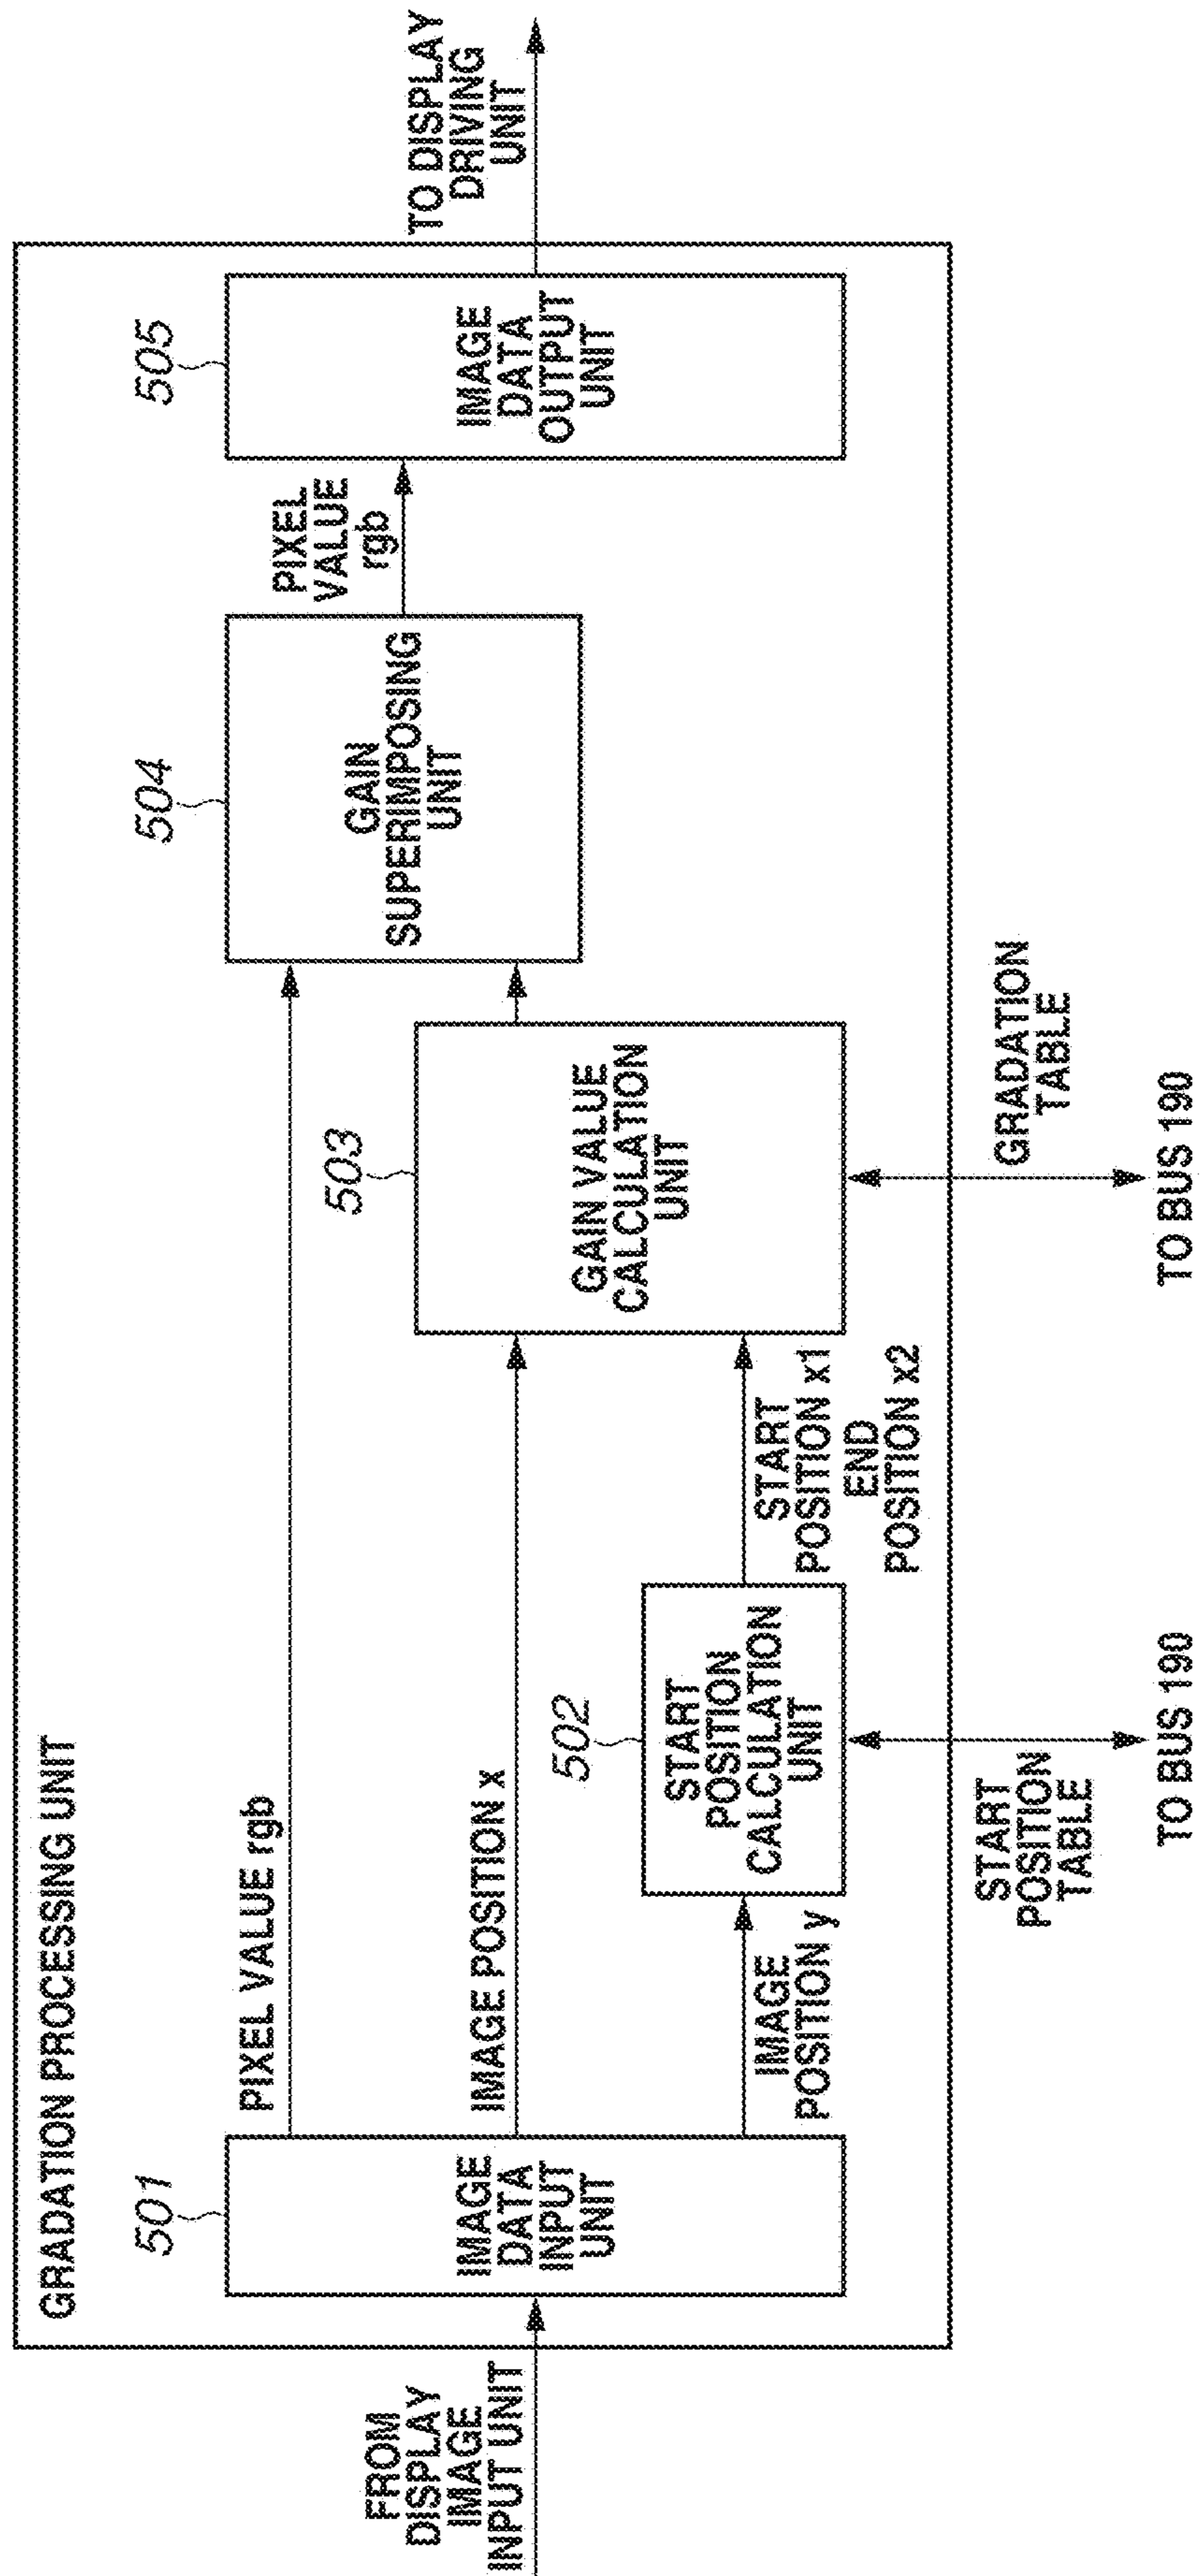 GRADATION PROCESSING UNIT
FROM
DISPLAY
IMAGE
INPUT UNIT
501
IMAGE
DATA
INPUT
UNIT
PIXEL VALUE rgb
IMAGE POSITION x
IMAGE
POSITION y
502
START
POSITION
CALCULATION
UNIT
START
POSITION
TABLE
TO BUS 190
START
POSITION x1
END
POSITION x2
503
GAIN VALUE
CALCULATION
UNIT
GRADATION
TABLE
TO BUS 190
504
GAIN
SUPERIMPOSING
UNIT
PIXEL
VALUE
rgb
505
IMAGE
DATA
OUTPUT
UNIT
TO DISPLAY
DRIVING
UNIT